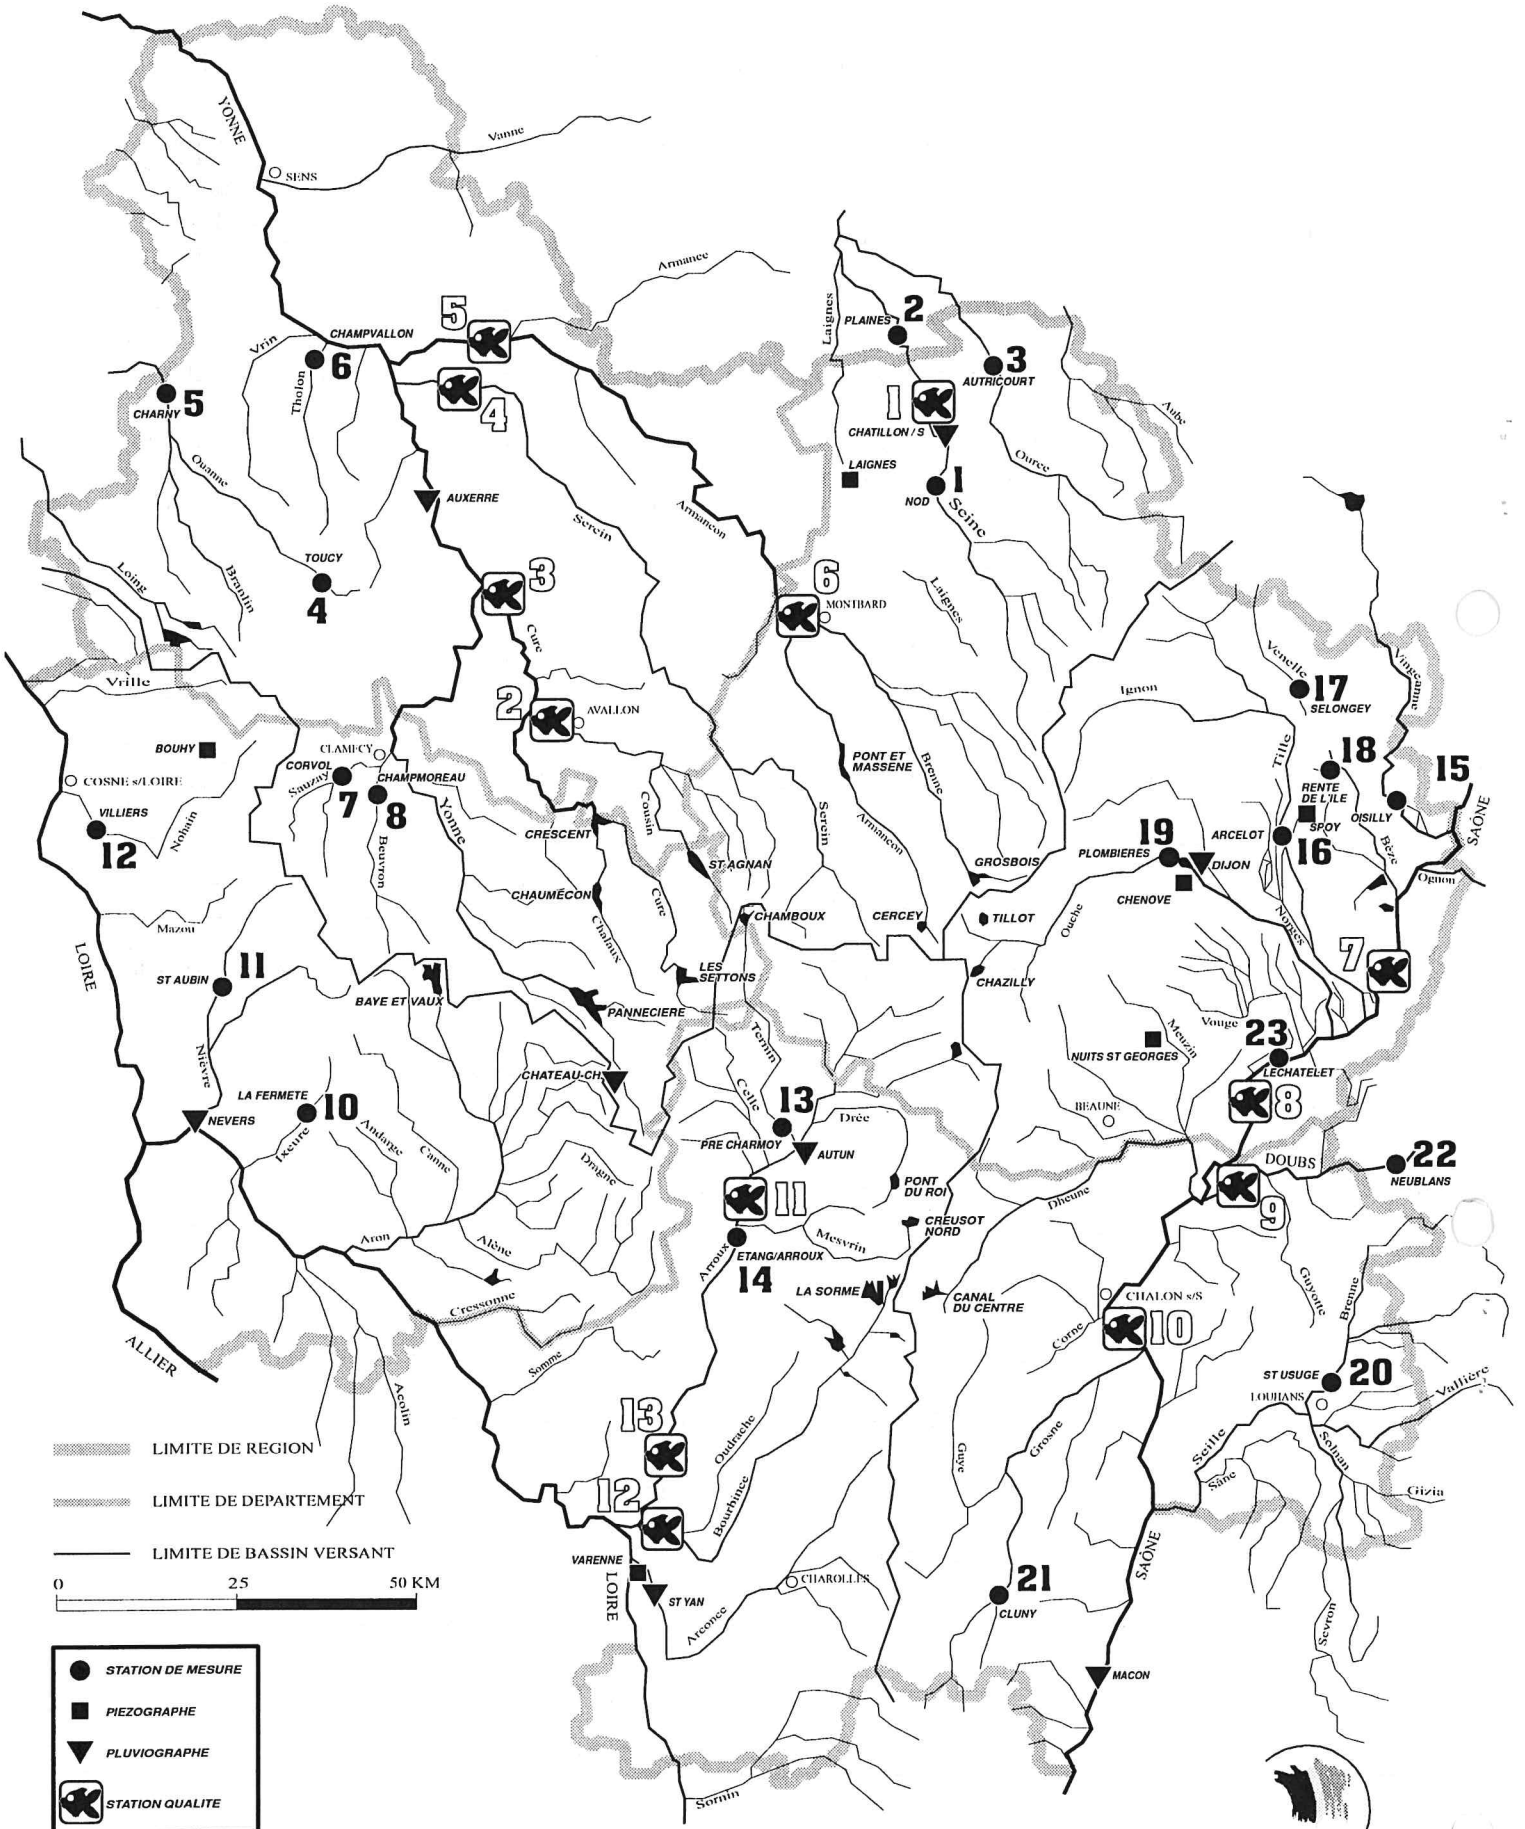 YONNE
Vanne
SENS
Armance
Laignes
PLAINES
2
5
CHAMPVALLON
Vrin
6
Tholon
3
AUTRICOURT
1
4
5
CHARNY
CHATILLON / S
Aube
Ource
LAIGNES
1
NOD
Seine
Ouanne
AUXERRE
Serein
Armancon
TOUCY
4
Loing
Branlin
3
Cure
6
MONTBARD
Laignes
Venelle
Vingeanne
Vrille
2
AVALLON
Ignon
17
SELONGEY
BOUHY
CLAMECY
Tille
18
15
COSNE s/LOIRE
CORVOL
Sauzay
7
CHAMPMOREAU
8
Yonne
PONT ET
MASSENE
Brenne
RENTE
DE L'ILE
OISILLY
SAÔNE
VILLIERS
12
Nohain
Beuvron
CRESCENT
Cousin
Serein
Armancon
19
PLOMBIERES
ARCELOT
SPOY
16
Bèze
ST AGNAN
GROSBOIS
DIJON
CHENOVE
Ognon
CHAUMÉCON
Chalaux
Cure
CHAMBOUX
CERCEY
TILLOT
Ouche
Norges
Mazou
LOIRE
ST AUBIN
11
BAYE ET VAUX
LES
SETTONS
CHAZILLY
7
PANNECIERE
Ternin
Vouge
Meuzin
23
NUITS ST GEORGES
LECHATELET
Nièvre
LA FERMETE
10
CHATEAU-CH.
Celle
13
Drée
BEAUNE
8
NEVERS
Ixeure
Andarge
Canne
Dragne
PRE CHARMOY
AUTUN
DOUBS
22
NEUBLANS
11
PONT
DU ROI
Dheune
9
Aron
Alène
Arroux
Mesvrin
CREUSOT
NORD
ETANG/ARROUX
14
Guyotte
Brenne
LA SORME
CANAL
DU CENTRE
CHALON s/S
Cressonne
Corne
10
ALLIER
Somme
Acolin
ST USUGE
20
LOUHANS
Vallière
13
Oudrache
Guye
Grosne
Seille
Solnan
Sâne
Gizia
LIMITE DE REGION
12
Bourbince
LIMITE DE DEPARTEMENT
LIMITE DE BASSIN VERSANT
SAÔNE
VARENNE
LOIRE
CHAROLLES
0 25 50 KM
ST YAN
21
CLUNY
Arconce
Sevron
MACON
STATION DE MESURE
PIEZOGRAPHE
PLUVIOGRAPHE
STATION QUALITE
Sornin